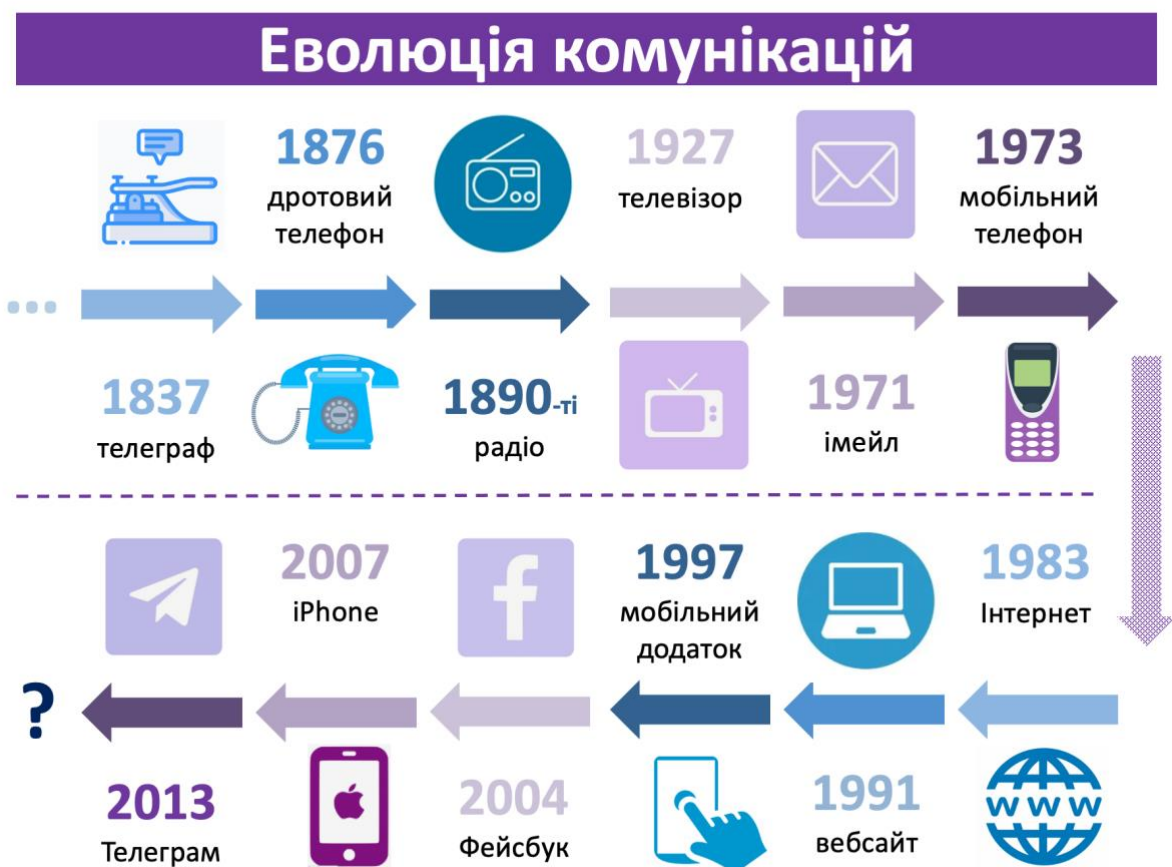 Еволюція комунікацій
1876
дротовий
телефон
1927
телевізор
1973
мобільний
телефон
...
1837
телеграф
1890-ті
радіо
1971
імейл
2007
iPhone
1997
мобільний
додаток
1983
Інтернет
?
2013
Телеграм
2004
Фейсбук
1991
вебсайт
www